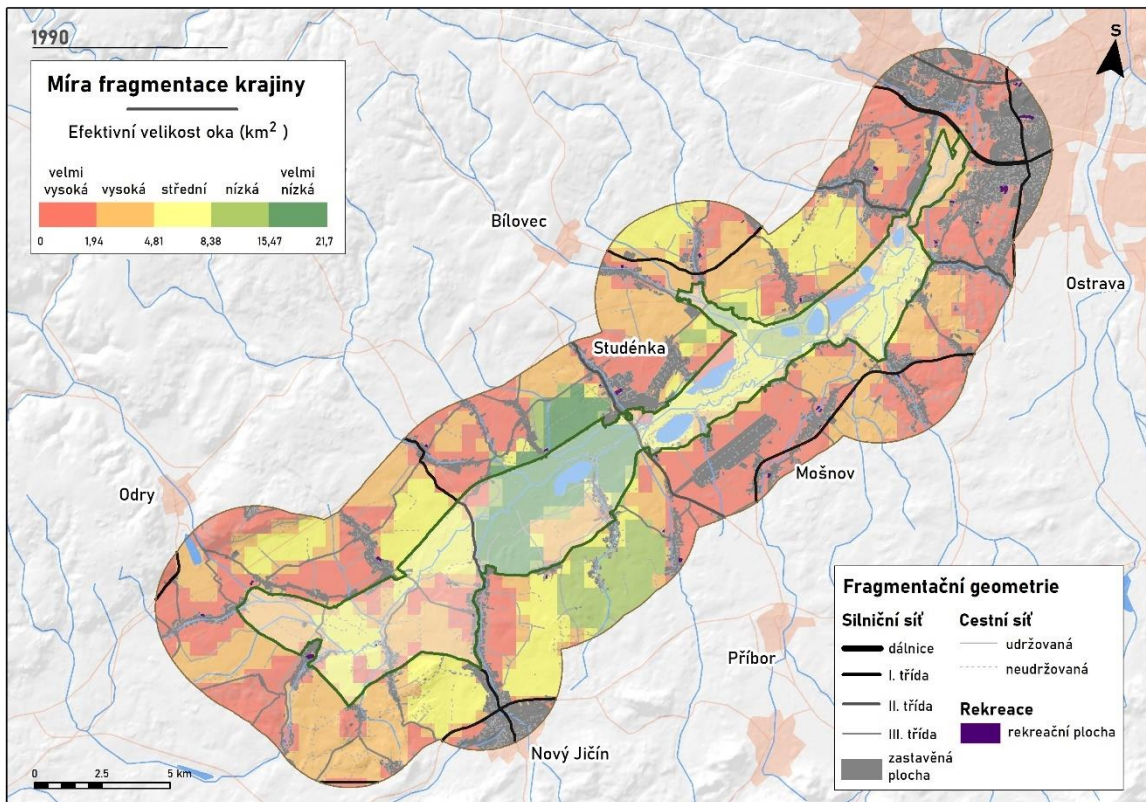 1990
Míra fragmentace krajiny
Efektivní velikost oka (km² )
velmi vysoká
vysoká
střední
nízká
velmi nízká
0
1,94
4,81
8,38
15,47
21,7
S
Bílovec
Ostrava
Studénka
Odry
Mošnov
Příbor
Nový Jičín
0 2.5 5 km
Fragmentační geometrie
Silniční síť
dálnice
I. třída
II. třída
III. třída
zastavěná
plocha
Cestní síť
udržovaná
neudržovaná
Rekreace
rekreační plocha